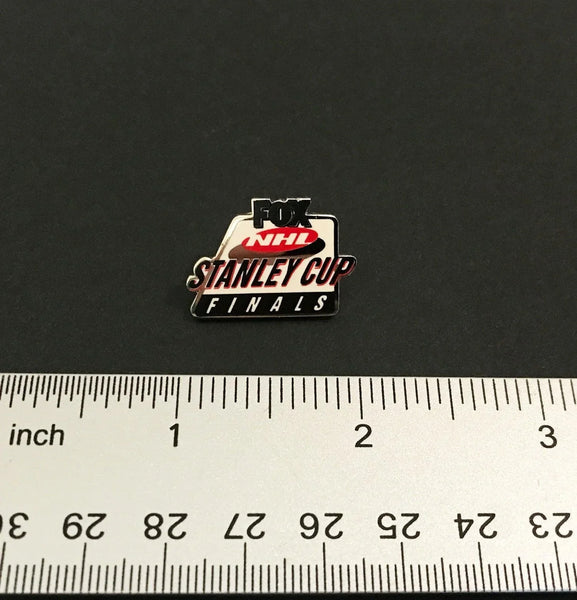 FOX
NHL
STANLEY CUP
FINALS
inch 1 2 3
30 29 28 27 26 25 24 23